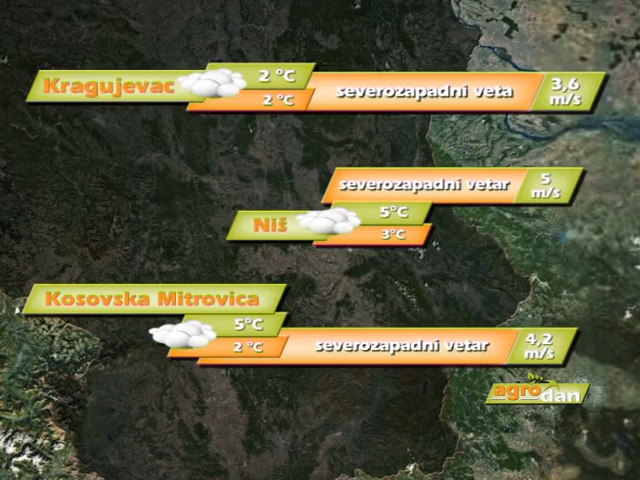 Kragujevac
2 °C
2 °C
severozapadni veta
3,6
m/s
severozapadni vetar
5
m/s
Niš
5°C
3°C
Kosovska Mitrovica
5°C
2 °C
severozapadni vetar
4,2
m/s
agro dan